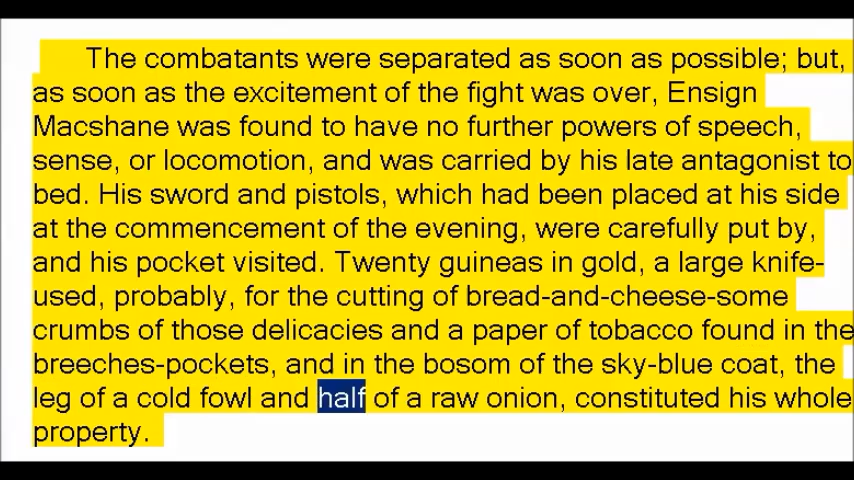 The combatants were separated as soon as possible; but,
as soon as the excitement of the fight was over, Ensign
Macshane was found to have no further powers of speech,
sense, or locomotion, and was carried by his late antagonist to
bed. His sword and pistols, which had been placed at his side
at the commencement of the evening, were carefully put by,
and his pocket visited. Twenty guineas in gold, a large knife-
used, probably, for the cutting of bread-and-cheese-some
crumbs of those delicacies and a paper of tobacco found in the
breeches-pockets, and in the bosom of the sky-blue coat, the
leg of a cold fowl and half of a raw onion, constituted his whole
property.